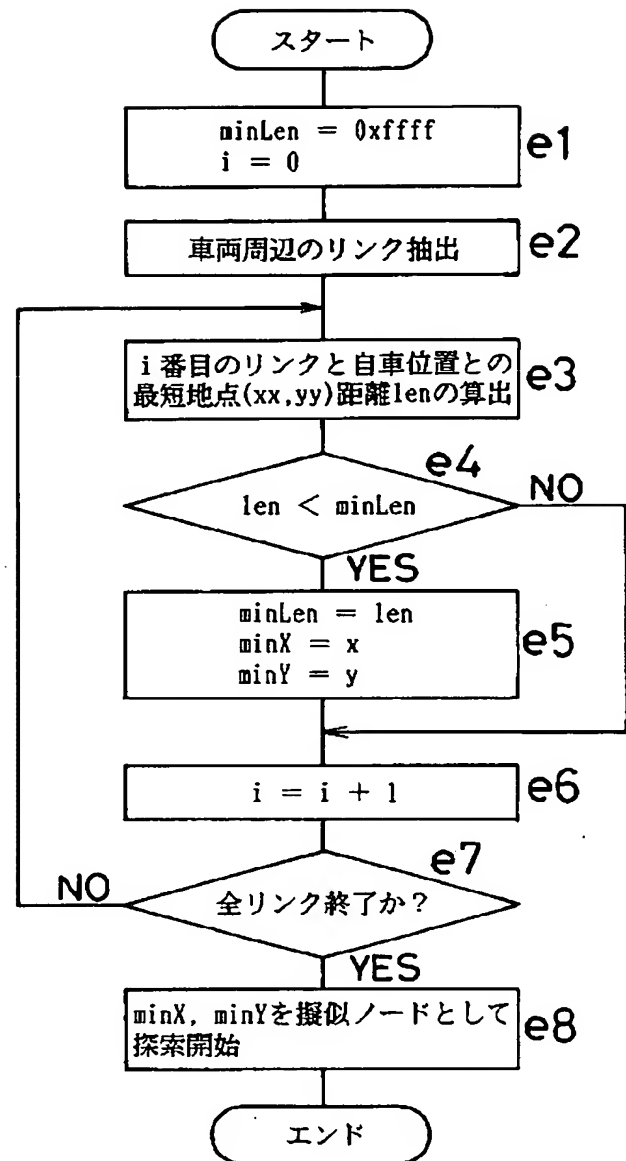 スタート
minLen = 0xffff
i = 0
e1
車両周辺のリンク抽出
e2
i番目のリンクと自車位置との
最短地点(xx,yy)距離lenの算出
e3
e4
len < minLen
NO
YES
minLen = len
minX = x
minY = y
e5
i = i + 1
e6
e7
全リンク終了か?
NO
YES
minX, minYを擬似ノードとして
探索開始
e8
エンド